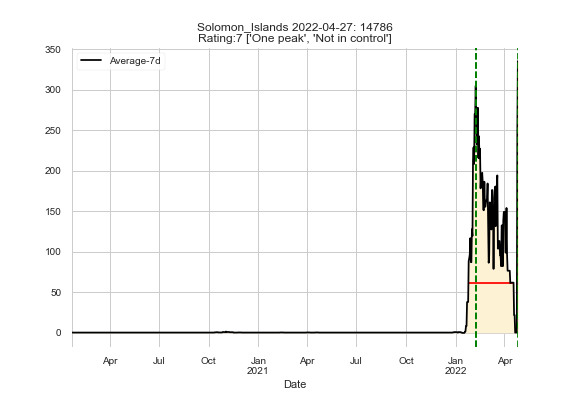 Solomon_Islands 2022-04-27: 14786
Rating:7 ['One peak', 'Not in control']
Average-7d
350
300
250
200
150
100
50
0
Apr Jul Oct Jan Apr Jul Oct Jan Apr
2021 2022
Date